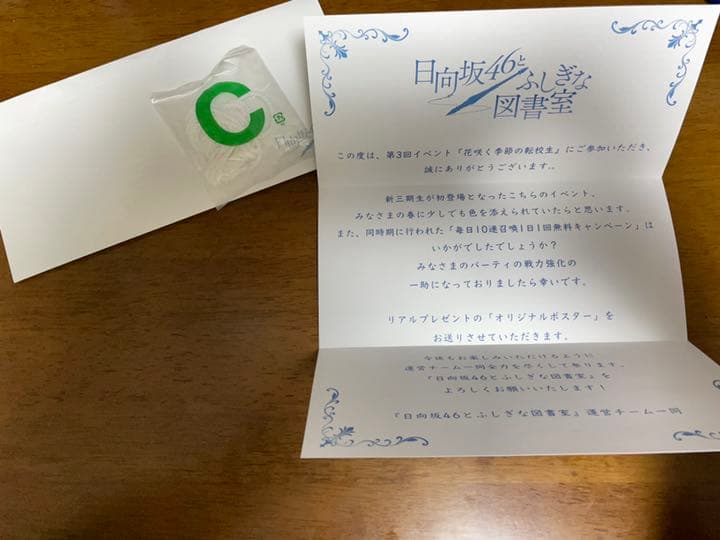 C
日向坂46と
ふしぎな
図書室
この度は、第3回イベント『花咲く季節の転校生』にご参加いただき、
誠にありがとうございます。
新三期生が初登場となったこちらのイベント、
みなさまの春に少しでも色を添えられていたらと思います。
また、同時期に行われた「毎日10連召喚1日1回無料キャンペーン」は
いかがでしたでしょうか？
みなさまのパーティの戦力強化の
一助になっておりましたら幸いです。
リアルプレゼントの「オリジナルポスター」を
お送りさせていただきます。
今後もお楽しみいただけるように
運営チーム一同全力を尽くして参ります。
『日向坂46とふしぎな図書室』を
よろしくお願いいたします！
『日向坂46とふしぎな図書室』運営チーム一同